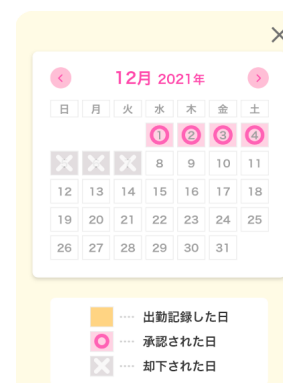 12月 2021年
日 月 火 水 木 金 土
1 2 3 4
8 9 10 11
12 13 14 15 16 17 18
19 20 21 22 23 24 25
26 27 28 29 30 31
···· 出勤記録した日
···· 承認された日
···· 却下された日